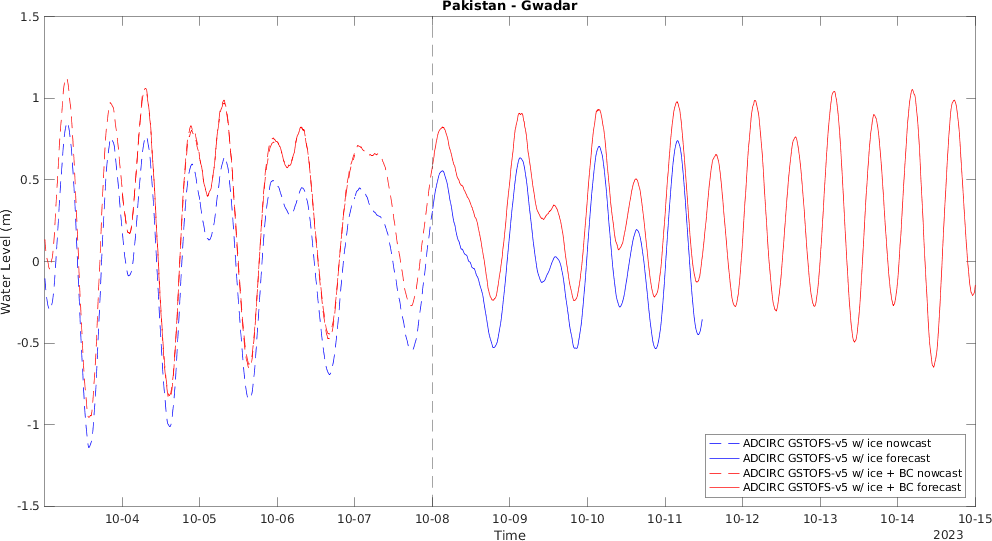 Pakistan - Gwadar
1.5
1
0.5
0
-0.5
-1
-1.5
Water Level (m)
10-04 10-05 10-06 10-07 10-08 10-09 10-10 10-11 10-12 10-13 10-14 10-15
Time
2023
ADCIRC GSTOFS-v5 w/ ice nowcast
ADCIRC GSTOFS-v5 w/ ice forecast
ADCIRC GSTOFS-v5 w/ ice + BC nowcast
ADCIRC GSTOFS-v5 w/ ice + BC forecast